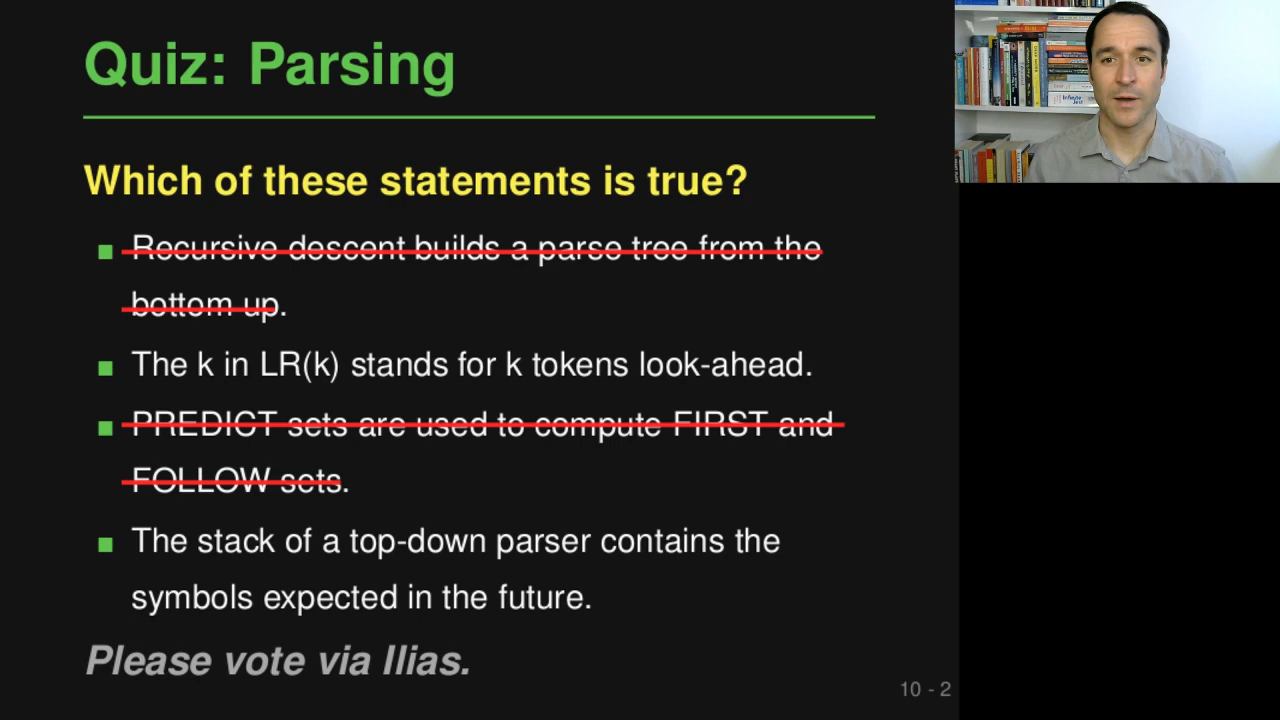 Quiz: Parsing
Which of these statements is true?
Recursive descent builds a parse tree from the
bottom up.
The k in LR(k) stands for k tokens look-ahead.
PREDICT sets are used to compute FIRST and
FOLLOW sets.
The stack of a top-down parser contains the
symbols expected in the future.
Please vote via Ilias.
10 - 2
Infinite
Jest